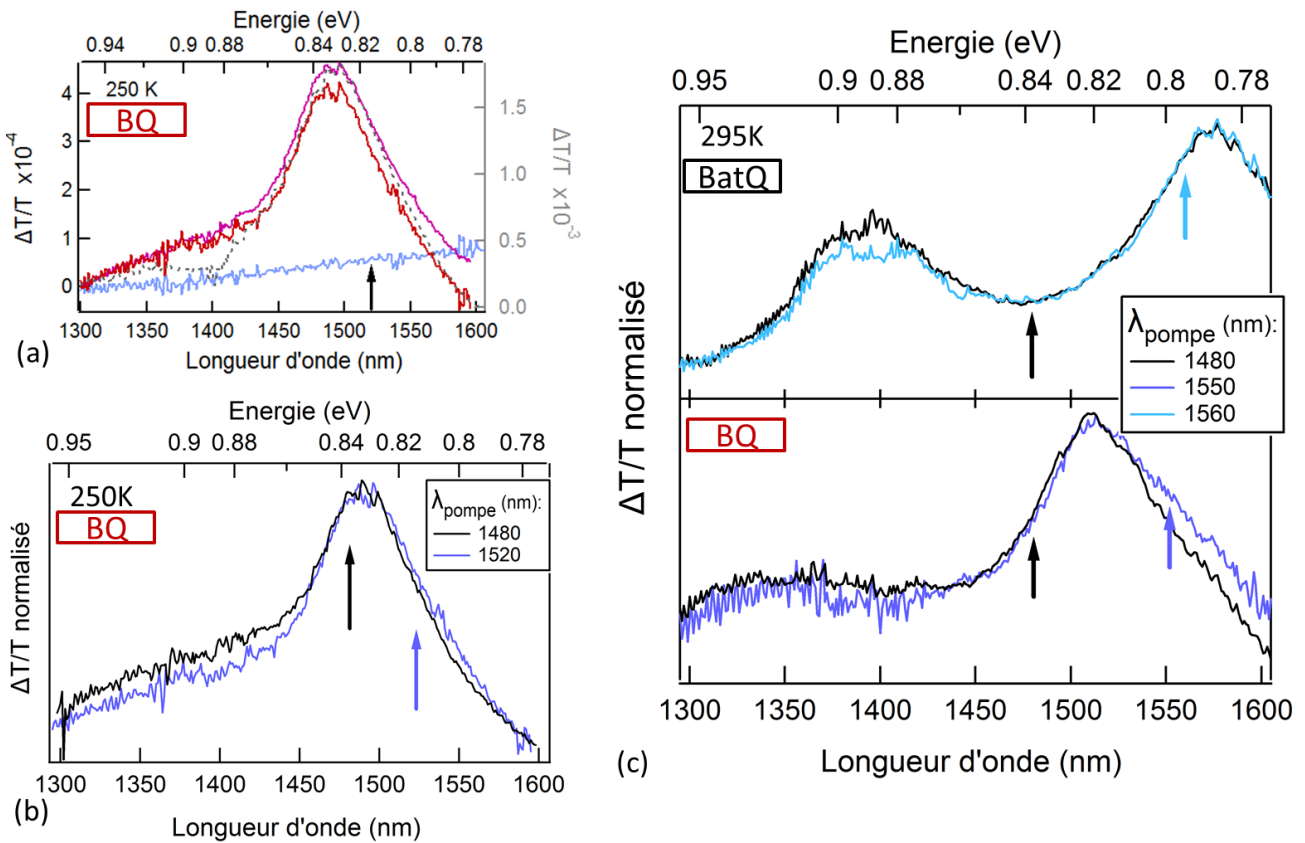 Energie (eV)
0.94 0.9 0.88 0.84 0.82 0.8 0.78
250 K
BQ
ΔT/T x10-4
4
3
2
1
0
1.5
1.0
0.5
0.0
ΔT/T x10-3
1300 1400 1500 1600
Longueur d'onde (nm)
(a)
Energie (eV)
0.95 0.9 0.88 0.84 0.82 0.8 0.78
250K
BQ
λpompe (nm):
1480
1520
ΔT/T normalisé
1300 1350 1400 1450 1500 1550 1600
(b)
Longueur d'onde (nm)
Energie (eV)
0.95 0.9 0.88 0.84 0.82 0.8 0.78
295K
BatQ
λpompe (nm):
1480
1550
1560
BQ
ΔT/T normalisé
1300 1350 1400 1450 1500 1550 1600
(c)
Longueur d'onde (nm)